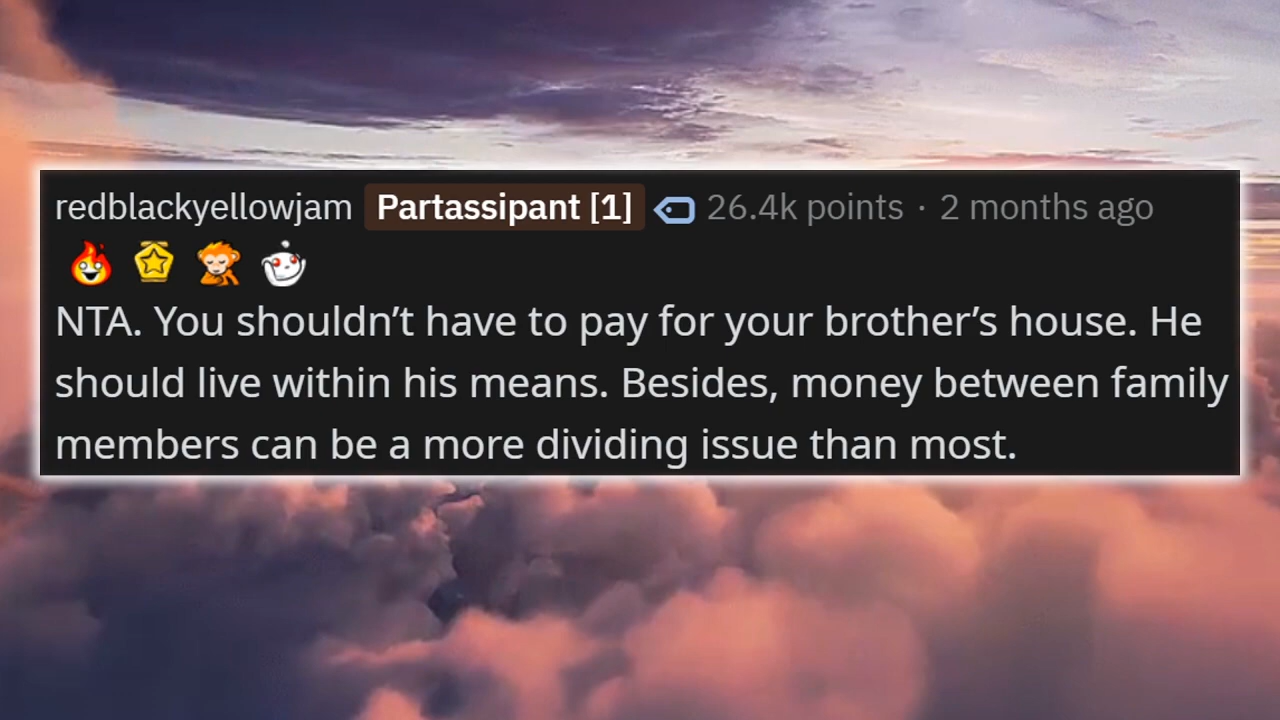 redblackyellowjam Partassipant [1] 26.4k points · 2 months ago
NTA. You shouldn’t have to pay for your brother’s house. He
should live within his means. Besides, money between family
members can be a more dividing issue than most.